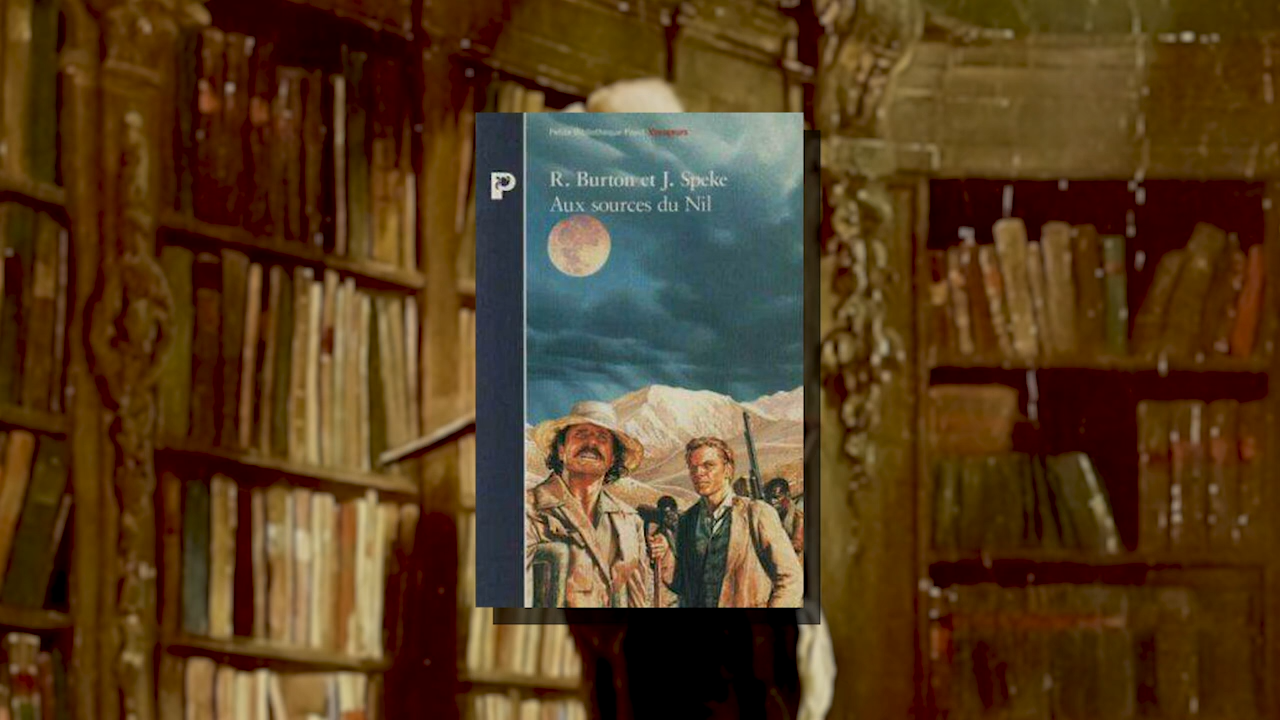 Petite Bibliothèque Payot Voyageurs
P
R. Burton et J. Speke
Aux sources du Nil